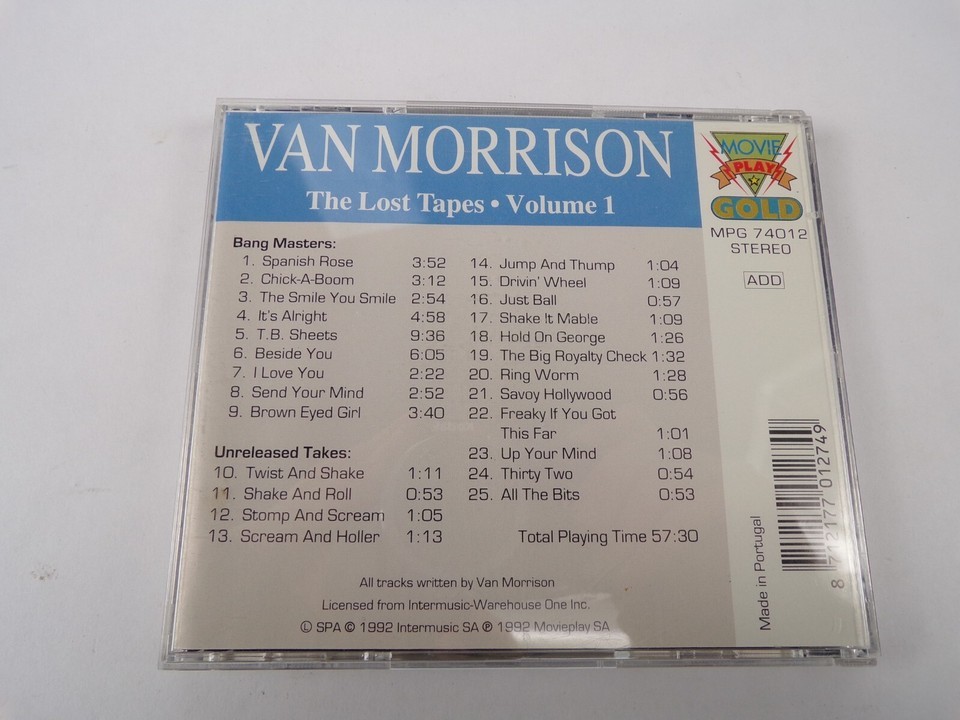 VAN MORRISON
The Lost Tapes • Volume 1
MOVIE
PLAY
GOLD
MPG 74012
STEREO
ADD
Bang Masters:
1. Spanish Rose 3:52
2. Chick-A-Boom 3:12
3. The Smile You Smile 2:54
4. It's Alright 4:58
5. T.B. Sheets 9:36
6. Beside You 6:05
7. I Love You 2:22
8. Send Your Mind 2:52
9. Brown Eyed Girl 3:40
Unreleased Takes:
10. Twist And Shake 1:11
11. Shake And Roll 0:53
12. Stomp And Scream 1:05
13. Scream And Holler 1:13
14. Jump And Thump 1:04
15. Drivin' Wheel 1:09
16. Just Ball 0:57
17. Shake It Mable 1:09
18. Hold On George 1:26
19. The Big Royalty Check 1:32
20. Ring Worm 1:28
21. Savoy Hollywood 0:56
22. Freaky If You Got
This Far 1:01
23. Up Your Mind 1:08
24. Thirty Two 0:54
25. All The Bits 0:53
Total Playing Time 57:30
All tracks written by Van Morrison
Licensed from Intermusic-Warehouse One Inc.
Ⓛ SPA © 1992 Intermusic SA ℗ 1992 Movieplay SA
Made in Portugal
8 712177 012749